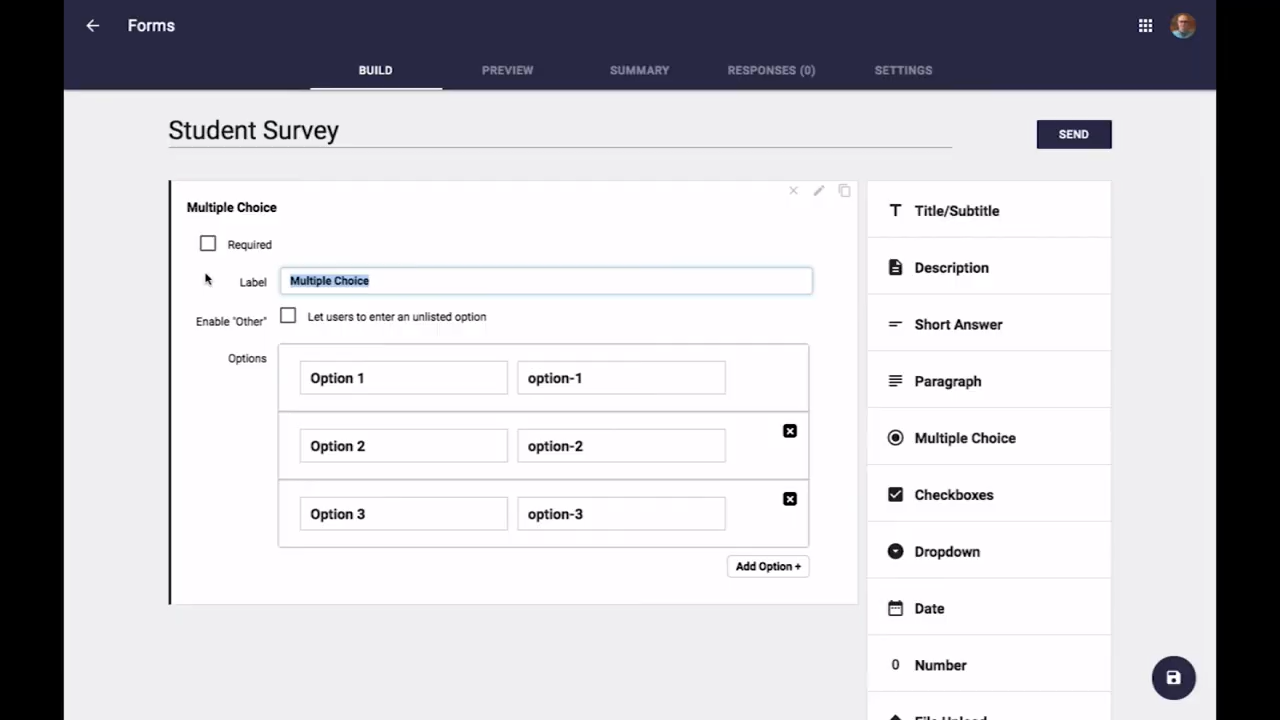 Forms
BUILD PREVIEW SUMMARY RESPONSES (0) SETTINGS
Student Survey
SEND
Multiple Choice
Required
Label Multiple Choice
Enable "Other" Let users to enter an unlisted option
Options
Option 1 option-1
Option 2 option-2
Option 3 option-3
Add Option +
Title/Subtitle
Description
Short Answer
Paragraph
Multiple Choice
Checkboxes
Dropdown
Date
0 Number
File Upload